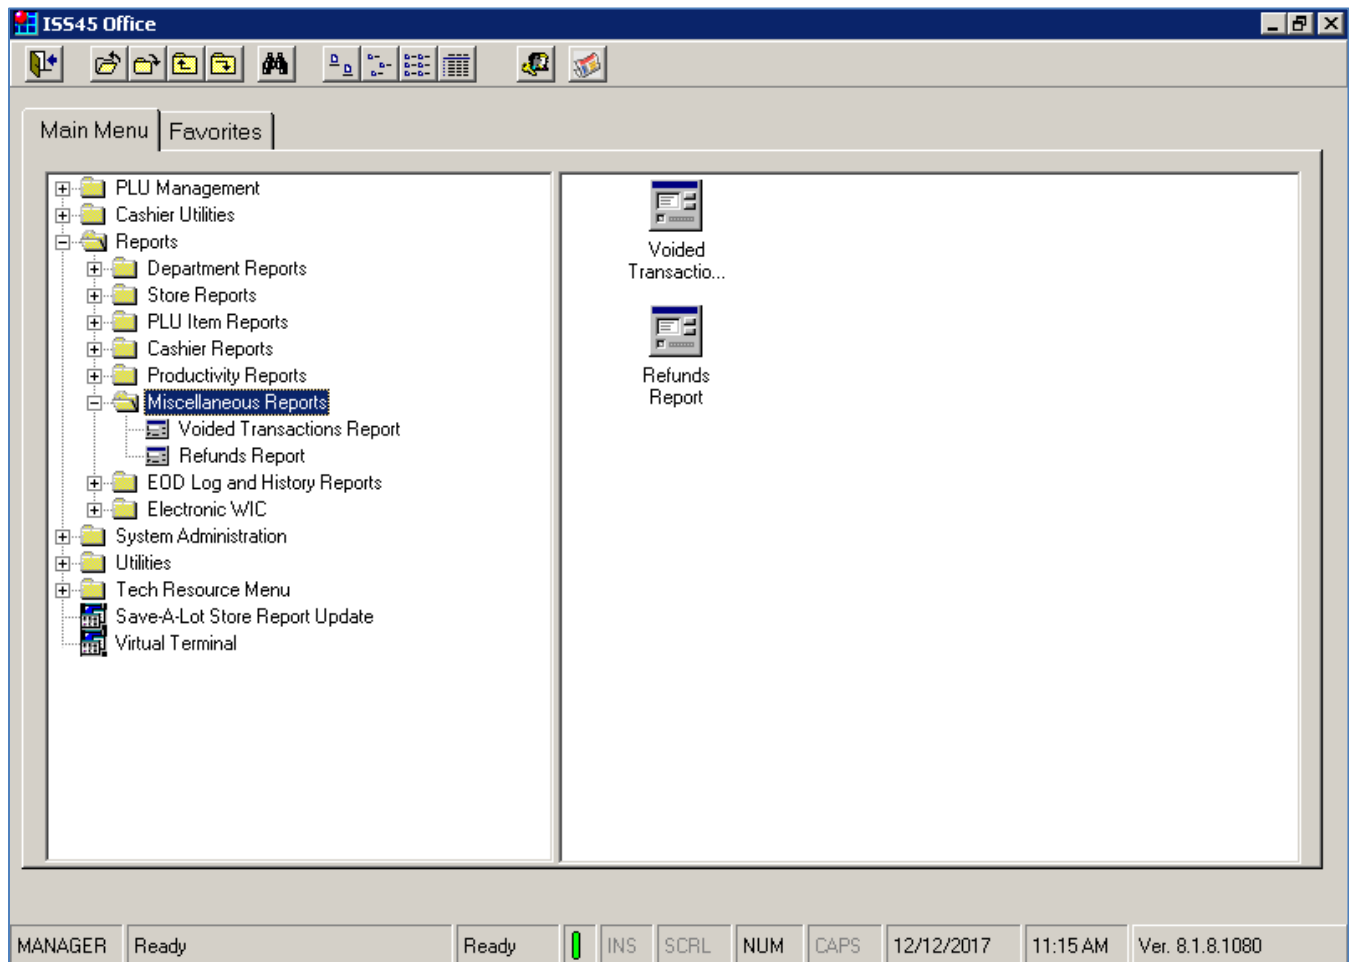 ISS45 Office
Main Menu
Favorites
PLU Management
Cashier Utilities
Reports
Department Reports
Store Reports
PLU Item Reports
Cashier Reports
Productivity Reports
Miscellaneous Reports
Voided Transactions Report
Refunds Report
EOD Log and History Reports
Electronic WIC
System Administration
Utilities
Tech Resource Menu
Save-A-Lot Store Report Update
Virtual Terminal
Voided
Transactio...
Refunds
Report
MANAGER
Ready
Ready
INS
SCRL
NUM
CAPS
12/12/2017
11:15 AM
Ver. 8.1.8.1080